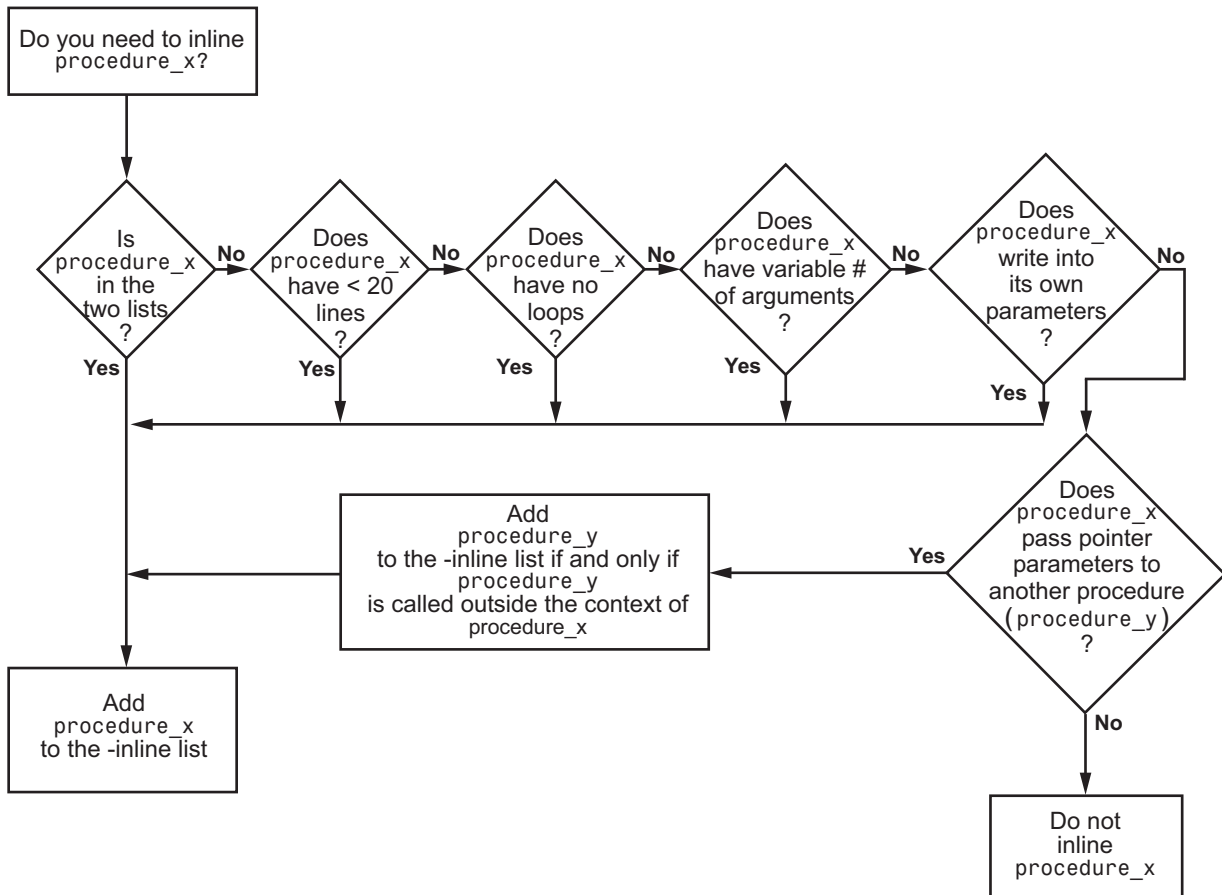 Do you need to inline
procedure_x?
Is
procedure_x
in the
two lists
?
No
Yes
Does
procedure_x
have < 20
lines
?
No
Yes
Does
procedure_x
have no
loops
?
No
Yes
Does
procedure_x
have variable #
of arguments
?
No
Yes
Does
procedure_x
write into
its own
parameters
?
No
Yes
Does
procedure_x
pass pointer
parameters to
another procedure
(procedure_y)
?
Yes
No
Add
procedure_y
to the -inline list if and only if
procedure_y
is called outside the context of
procedure_x
Add
procedure_x
to the -inline list
Do not
inline
procedure_x